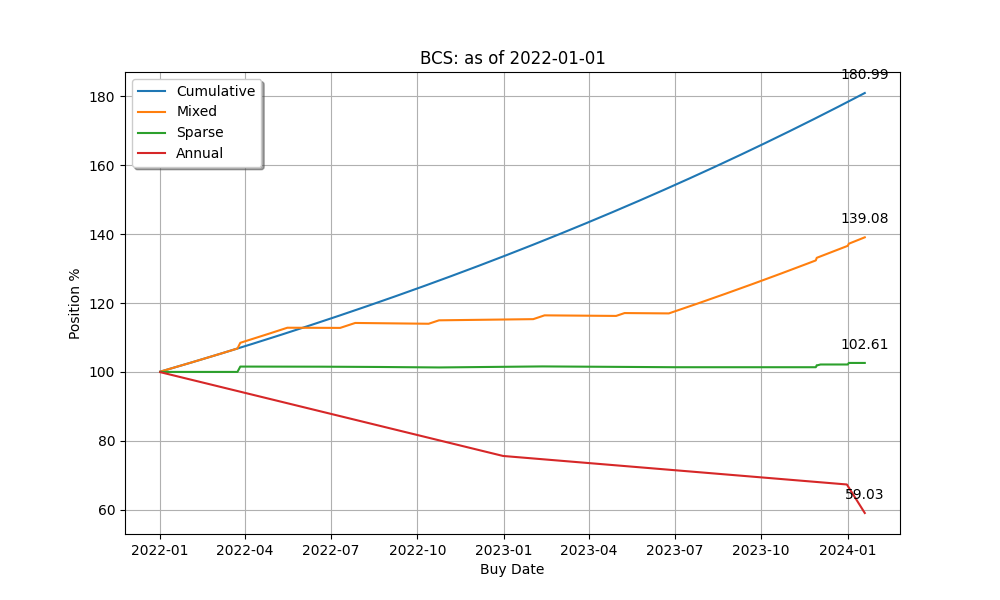 BCS: as of 2022-01-01
Cumulative
Mixed
Sparse
Annual
180.99
139.08
102.61
59.03
Position %
180
160
140
120
100
80
60
2022-01 2022-04 2022-07 2022-10 2023-01 2023-04 2023-07 2023-10 2024-01
Buy Date